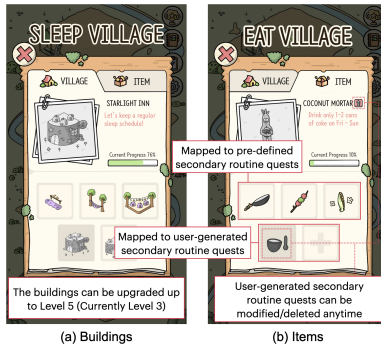 SLEEP VILLAGE
VILLAGE
ITEM
STARLIGHT INN
Let's keep a regular
sleep schedule!
Current Progress 76%
The buildings can be upgraded up
to Level 5 (Currently Level 3)
(a) Buildings
EAT VILLAGE
VILLAGE
ITEM
COCONUT MORTAR
Drink only 1-2 cans
of coke on Fri - Sun
Mapped to pre-defined
secondary routine quests
Current Progress 10%
Mapped to user-generated
secondary routine quests
User-generated secondary
routine quests can be
modified/deleted anytime
(b) Items